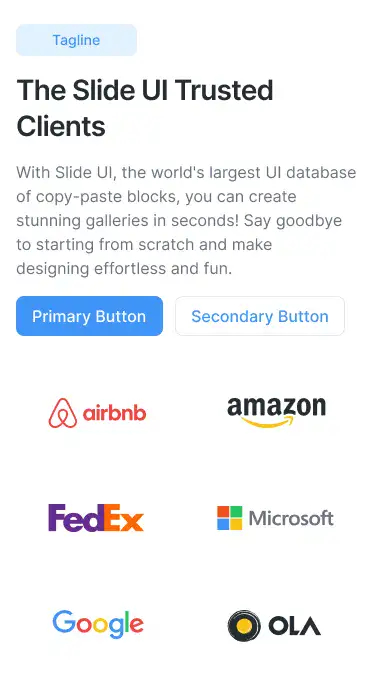 Tagline
The Slide UI Trusted
Clients
With Slide UI, the world's largest UI database
of copy-paste blocks, you can create
stunning galleries in seconds! Say goodbye
to starting from scratch and make
designing effortless and fun.
Primary Button
Secondary Button
airbnb
amazon
FedEx
Microsoft
Google
OLA